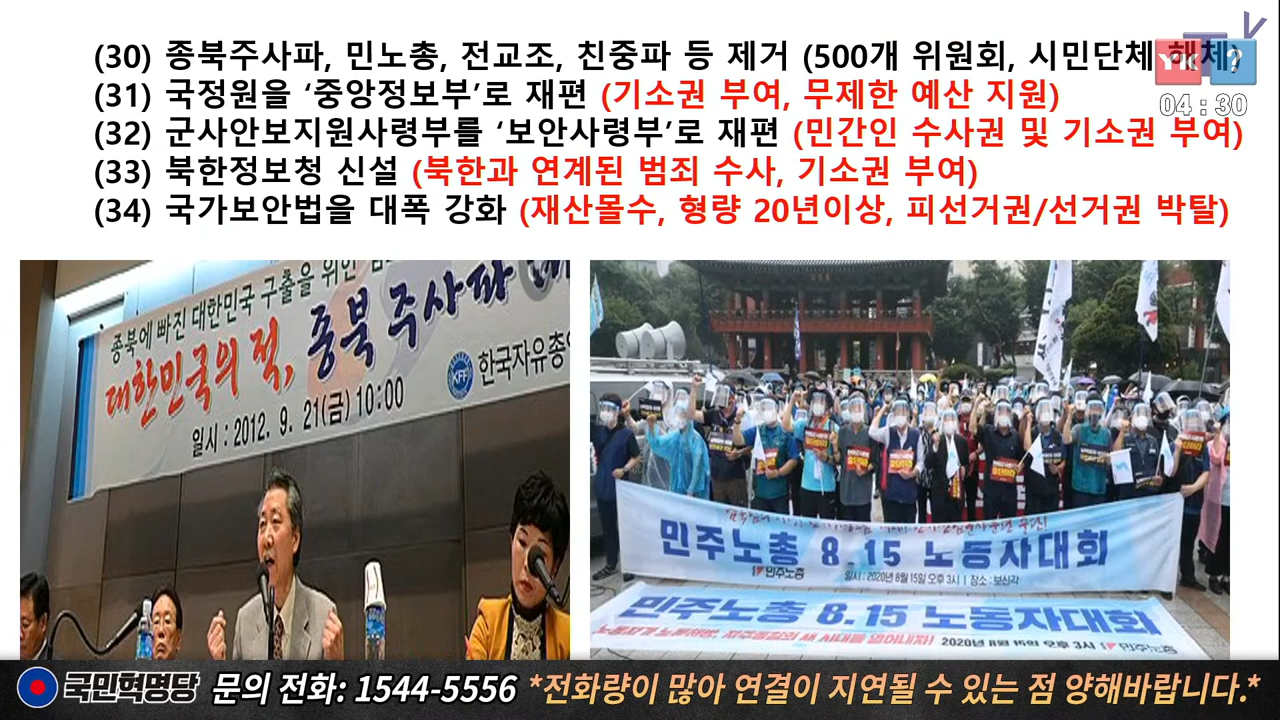 (30) 종북주사파, 민노총, 전교조, 친중파 등 제거 (500개 위원회, 시민단체 해체)
(31) 국정원을 ‘중앙정보부’로 재편 (기소권 부여, 무제한 예산 지원)
(32) 군사안보지원사령부를 ‘보안사령부’로 재편 (민간인 수사권 및 기소권 부여)
(33) 북한정보청 신설 (북한과 연계된 범죄 수사, 기소권 부여)
(34) 국가보안법을 대폭 강화 (재산몰수, 형량 20년이상, 피선거권/선거권 박탈)
TV
YK ?
04 : 30
종북에 빠진 대한민국 구출을 위한
대한민국의 적, 종북 주사파
일시 : 2012. 9. 21(금) 10:00
KFF 한국자유총
민주노총 8.15 노동자대회
민주노총 일시 : 2020년 8월 15일 오후 3시 | 장소 : 보신각
민주노총 8.15 노동자대회
2020년 8월 15일 오후 3시 민주노총
국민혁명당 문의 전화: 1544-5556 *전화량이 많아 연결이 지연될 수 있는 점 양해바랍니다.*